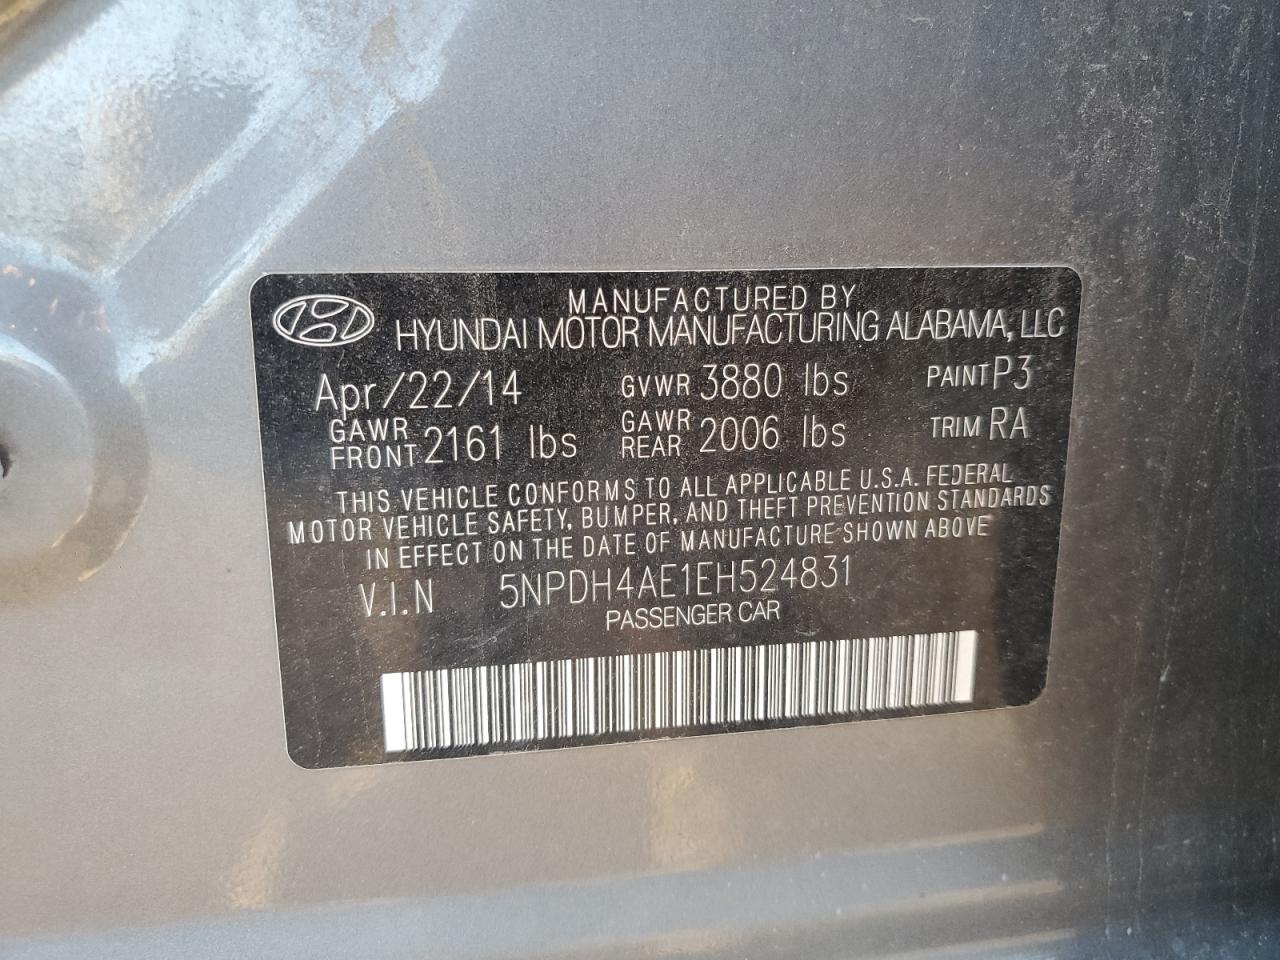 MANUFACTURED BY
HYUNDAI MOTOR MANUFACTURING ALABAMA, LLC
Apr/22/14 GVWR 3880 lbs PAINT P3
GAWR FRONT 2161 lbs GAWR REAR 2006 lbs TRIM RA
THIS VEHICLE CONFORMS TO ALL APPLICABLE U.S.A. FEDERAL
MOTOR VEHICLE SAFETY, BUMPER, AND THEFT PREVENTION STANDARDS
IN EFFECT ON THE DATE OF MANUFACTURE SHOWN ABOVE
V.I.N 5NPDH4AE1EH524831
PASSENGER CAR